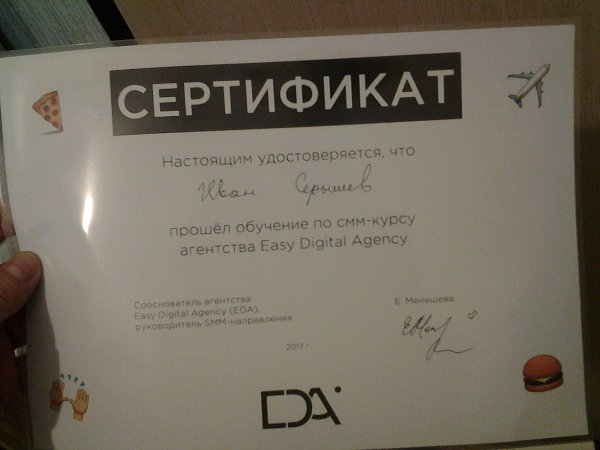 СЕРТИФИКАТ
Настоящим удостоверяется, что
Иван Серышев
прошёл обучение по смм-курсу
агентства Easy Digital Agency
Сооснователь агентства
Easy Digital Agency (EDA),
руководитель SMM-направления
Е. Менешева
2017 г.
EDA